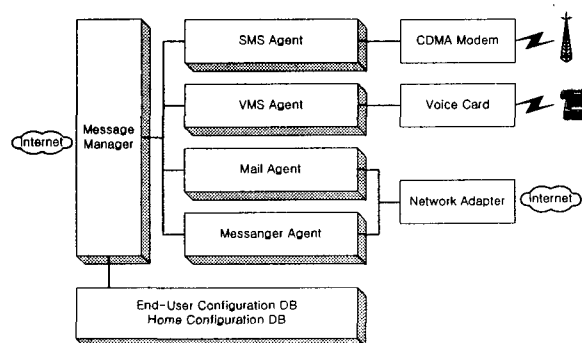 SMS Agent
CDMA Modem
VMS Agent
Voice Card
Internet
Message
Manager
Mail Agent
Network Adapter
Internet
Messanger Agent
End-User Configuration DB
Home Configuration DB